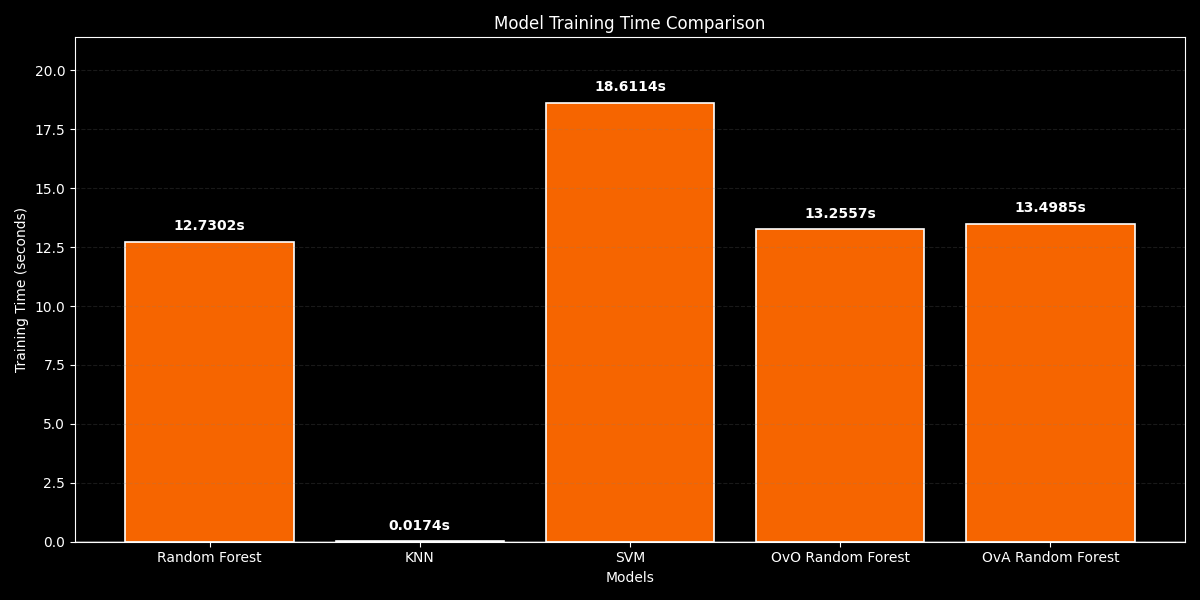 Model Training Time Comparison
Training Time (seconds)
20.0
17.5
15.0
12.5
10.0
7.5
5.0
2.5
0.0
12.7302s
0.0174s
18.6114s
13.2557s
13.4985s
Random Forest
KNN
SVM
OvO Random Forest
OvA Random Forest
Models